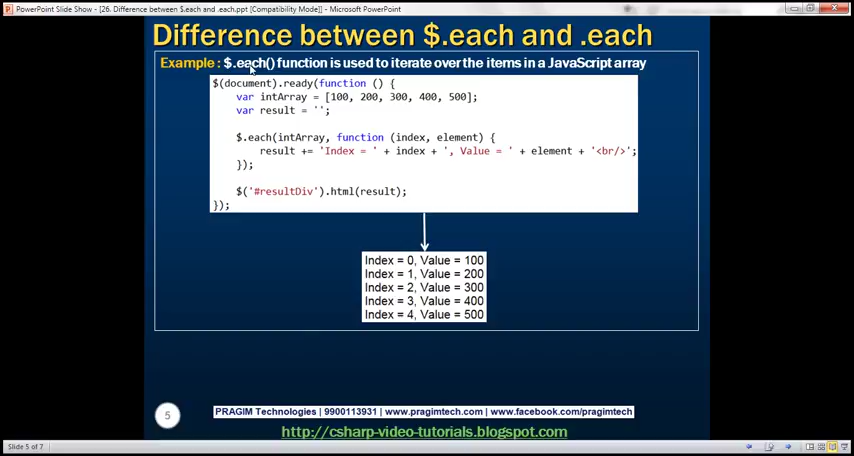 PowerPoint Slide Show - [26. Difference between $.each and .each.ppt [Compatibility Mode]] - Microsoft PowerPoint
Difference between $.each and .each
Example : $.each() function is used to iterate over the items in a JavaScript array
$(document).ready(function () {
var intArray = [100, 200, 300, 400, 500];
var result = '';
$.each(intArray, function (index, element) {
result += 'Index = ' + index + ', Value = ' + element + '<br/>';
});
$('#resultDiv').html(result);
});
Index = 0, Value = 100
Index = 1, Value = 200
Index = 2, Value = 300
Index = 3, Value = 400
Index = 4, Value = 500
5
PRAGIM Technologies | 9900113931 | www.pragimtech.com | www.facebook.com/pragimtech
http://csharp-video-tutorials.blogspot.com
Slide 5 of 7